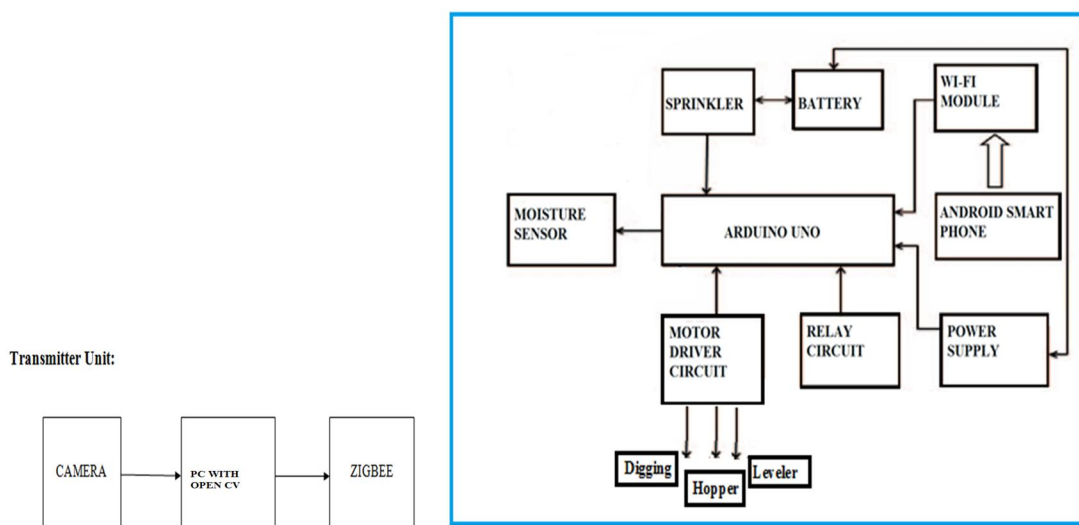 Transmitter Unit:
CAMERA
PC WITH
OPEN CV
ZIGBEE
SPRINKLER
BATTERY
WI-FI
MODULE
MOISTURE
SENSOR
ARDUINO UNO
ANDROID SMART
PHONE
MOTOR
DRIVER
CIRCUIT
RELAY
CIRCUIT
POWER
SUPPLY
Digging
Hopper
Leveler